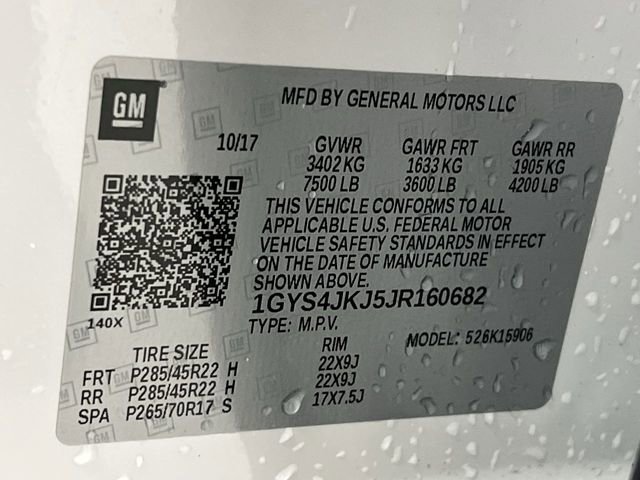 GM
MFD BY GENERAL MOTORS LLC
10/17 GVWR GAWR FRT GAWR RR
3402 KG 1633 KG 1905 KG
7500 LB 3600 LB 4200 LB
THIS VEHICLE CONFORMS TO ALL
APPLICABLE U.S. FEDERAL MOTOR
VEHICLE SAFETY STANDARDS IN EFFECT
ON THE DATE OF MANUFACTURE
SHOWN ABOVE.
1GYS4JKJ5JR160682
140X
TYPE: M.P.V. MODEL: 526K15906
TIRE SIZE RIM
FRT P285/45R22 H 22X9J
RR P285/45R22 H 22X9J
SPA P265/70R17 S 17X7.5J